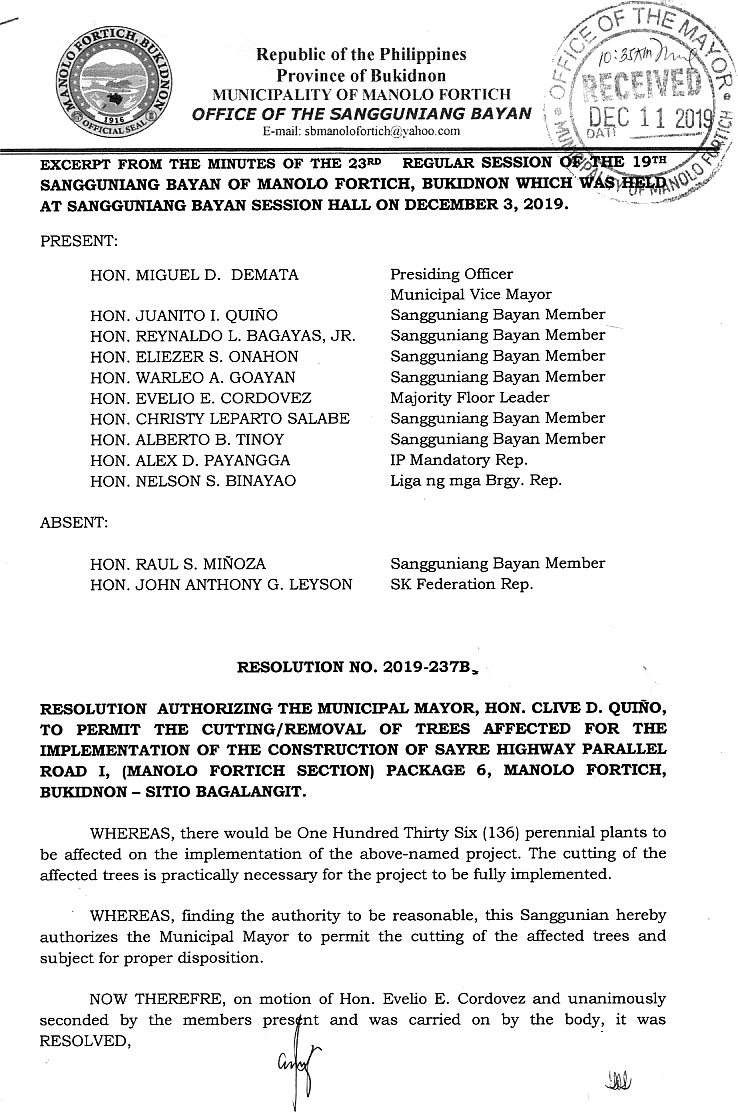 MANOLO FORTICH, BUKIDNON
1916
OFFICIAL SEAL
Republic of the Philippines
Province of Bukidnon
MUNICIPALITY OF MANOLO FORTICH
OFFICE OF THE SANGGUNIANG BAYAN
E-mail: sbmanolofortich@yahoo.com
OFFICE OF THE MAYOR
10:35AM
RECEIVED
DEC 11 2019
DATE
MUNICIPALITY OF MANOLO FORTICH
EXCERPT FROM THE MINUTES OF THE 23RD REGULAR SESSION OF THE 19TH
SANGGUNIANG BAYAN OF MANOLO FORTICH, BUKIDNON WHICH WAS HELD
AT SANGGUNIANG BAYAN SESSION HALL ON DECEMBER 3, 2019.
PRESENT:
HON. MIGUEL D. DEMATA Presiding Officer
Municipal Vice Mayor
HON. JUANITO I. QUIÑO Sangguniang Bayan Member
HON. REYNALDO L. BAGAYAS, JR. Sangguniang Bayan Member
HON. ELIEZER S. ONAHON Sangguniang Bayan Member
HON. WARLEO A. GOAYAN Sangguniang Bayan Member
HON. EVELIO E. CORDOVEZ Majority Floor Leader
HON. CHRISTY LEPARTO SALABE Sangguniang Bayan Member
HON. ALBERTO B. TINOY Sangguniang Bayan Member
HON. ALEX D. PAYANGGA IP Mandatory Rep.
HON. NELSON S. BINAYAO Liga ng mga Brgy. Rep.
ABSENT:
HON. RAUL S. MIÑOZA Sangguniang Bayan Member
HON. JOHN ANTHONY G. LEYSON SK Federation Rep.
RESOLUTION NO. 2019-237B
RESOLUTION AUTHORIZING THE MUNICIPAL MAYOR, HON. CLIVE D. QUIÑO,
TO PERMIT THE CUTTING/REMOVAL OF TREES AFFECTED FOR THE
IMPLEMENTATION OF THE CONSTRUCTION OF SAYRE HIGHWAY PARALLEL
ROAD I, (MANOLO FORTICH SECTION) PACKAGE 6, MANOLO FORTICH,
BUKIDNON – SITIO BAGALANGIT.
WHEREAS, there would be One Hundred Thirty Six (136) perennial plants to
be affected on the implementation of the above-named project. The cutting of the
affected trees is practically necessary for the project to be fully implemented.
WHEREAS, finding the authority to be reasonable, this Sanggunian hereby
authorizes the Municipal Mayor to permit the cutting of the affected trees and
subject for proper disposition.
NOW THEREFRE, on motion of Hon. Evelio E. Cordovez and unanimously
seconded by the members present and was carried on by the body, it was
RESOLVED,